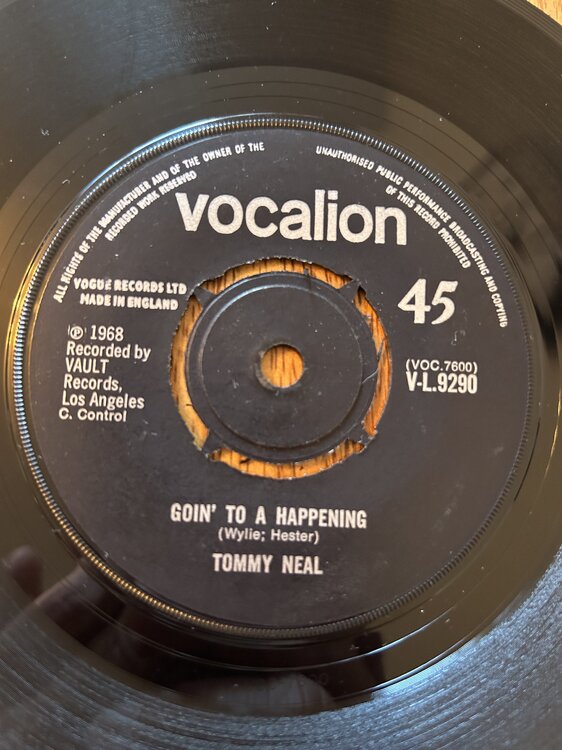 ALL RIGHTS OF THE MANUFACTURER AND OF THE OWNER OF THE
RECORDED WORK RESERVED
UNAUTHORISED PUBLIC PERFORMANCE BROADCASTING AND COPYING
OF THIS RECORD PROHIBITED
vocalion
VOGUE RECORDS LTD
MADE IN ENGLAND
45
℗ 1968
Recorded by
VAULT
Records,
Los Angeles
C. Control
(VOC.7600)
V-L.9290
GOIN' TO A HAPPENING
(Wylie; Hester)
TOMMY NEAL